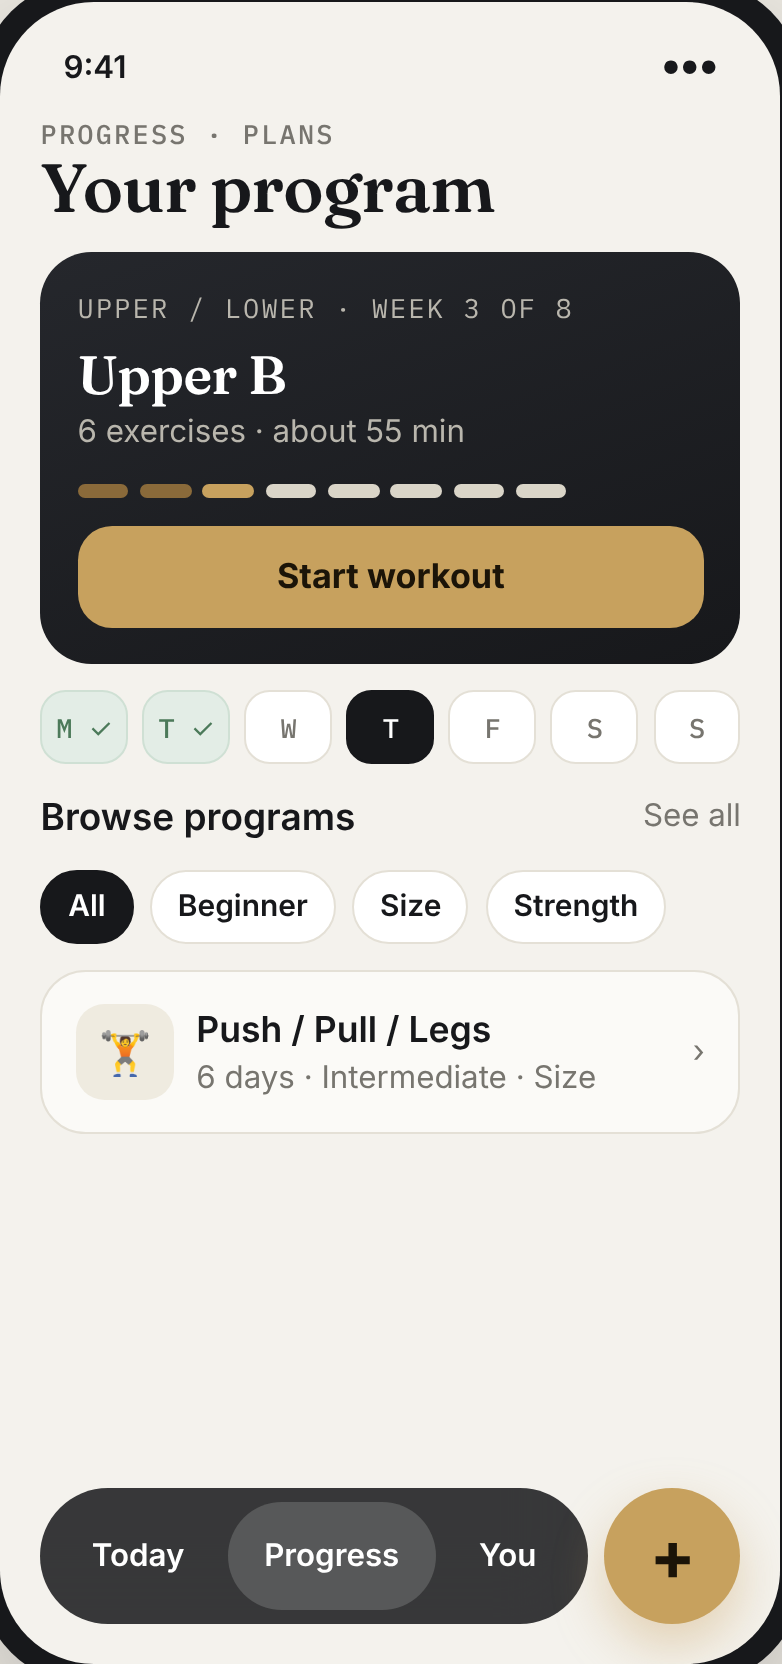 9:41
PROGRESS · PLANS
Your program
UPPER / LOWER · WEEK 3 OF 8
Upper B
6 exercises · about 55 min
Start workout
M ✓ T ✓ W T F S S
Browse programs See all
All Beginner Size Strength
Push / Pull / Legs
6 days · Intermediate · Size
Today Progress You +